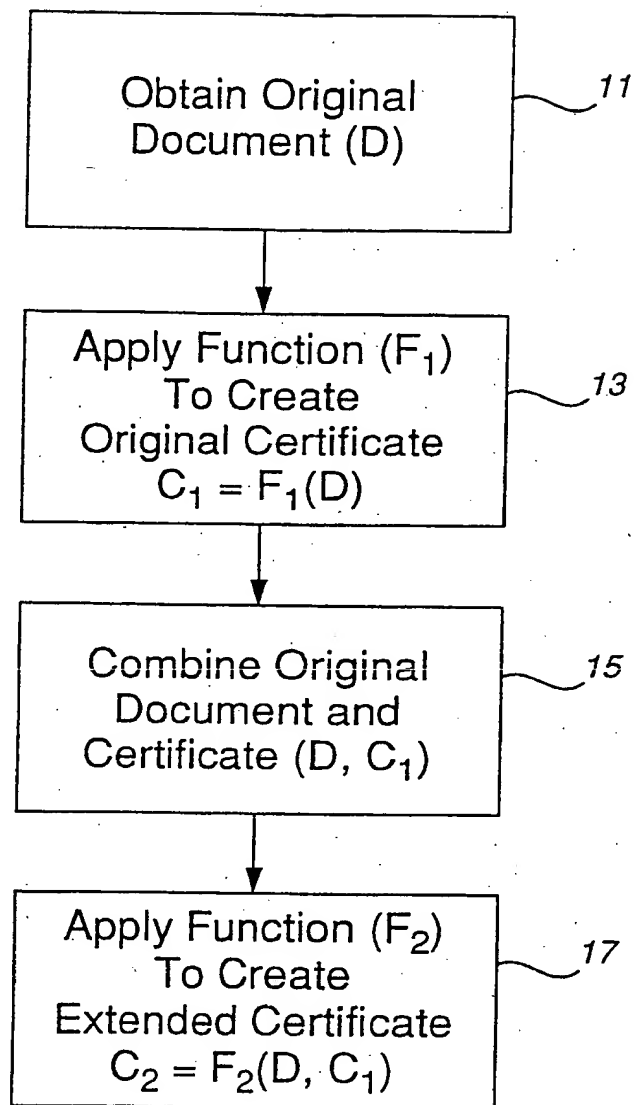 Obtain Original
Document (D)
11
Apply Function (F₁)
To Create
Original Certificate
C₁ = F₁(D)
13
Combine Original
Document and
Certificate (D, C₁)
15
Apply Function (F₂)
To Create
Extended Certificate
C₂ = F₂(D, C₁)
17